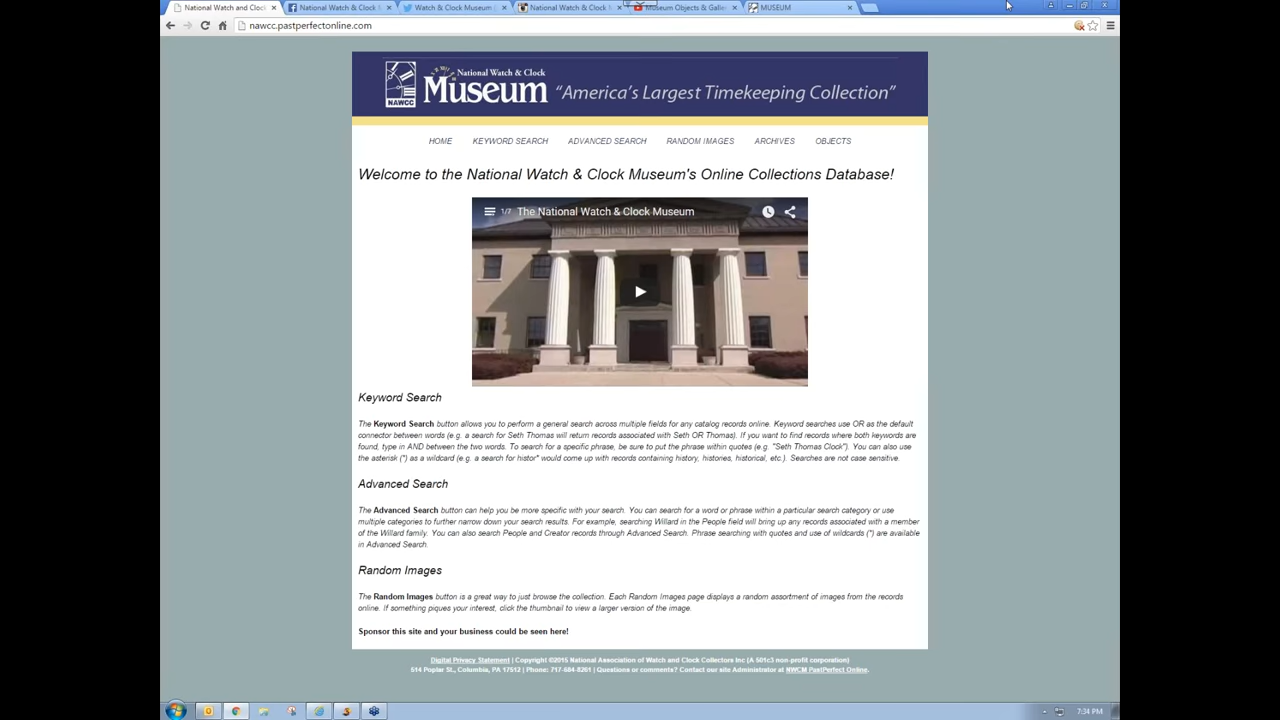 National Watch and Clock
National Watch & Clock M
Watch & Clock Museum (
National Watch & Clock M
Museum Objects & Galle
MUSEUM
nawcc.pastperfectonline.com
NAWCC
National Watch & Clock
Museum
"America's Largest Timekeeping Collection"
HOME KEYWORD SEARCH ADVANCED SEARCH RANDOM IMAGES ARCHIVES OBJECTS
Welcome to the National Watch & Clock Museum's Online Collections Database!
1/7 The National Watch & Clock Museum
Keyword Search
The Keyword Search button allows you to perform a general search across multiple fields for any catalog records online. Keyword searches use OR as the default
connector between words (e.g. a search for Seth Thomas will return records associated with Seth OR Thomas). If you want to find records where both keywords are
found, type in AND between the two words. To search for a specific phrase, be sure to put the phrase within quotes (e.g. "Seth Thomas Clock"). You can also use
the asterisk (*) as a wildcard (e.g. a search for histor* would come up with records containing history, histories, historical, etc.). Searches are not case sensitive.
Advanced Search
The Advanced Search button can help you be more specific with your search. You can search for a word or phrase within a particular search category or use
multiple categories to further narrow down your search results. For example, searching Willard in the People field will bring up any records associated with a member
of the Willard family. You can also search People and Creator records through Advanced Search. Phrase searching with quotes and use of wildcards (*) are available
in Advanced Search.
Random Images
The Random Images button is a great way to just browse the collection. Each Random Images page displays a random assortment of images from the records
online. If something piques your interest, click the thumbnail to view a larger version of the image.
Sponsor this site and your business could be seen here!
Digital Privacy Statement | Copyright ©2015 National Association of Watch and Clock Collectors Inc (A 501c3 non-profit corporation)
514 Poplar St., Columbia, PA 17512 | Phone: 717-684-8261 | Questions or comments? Contact our site Administrator at NWCM PastPerfect Online.
7:34 PM